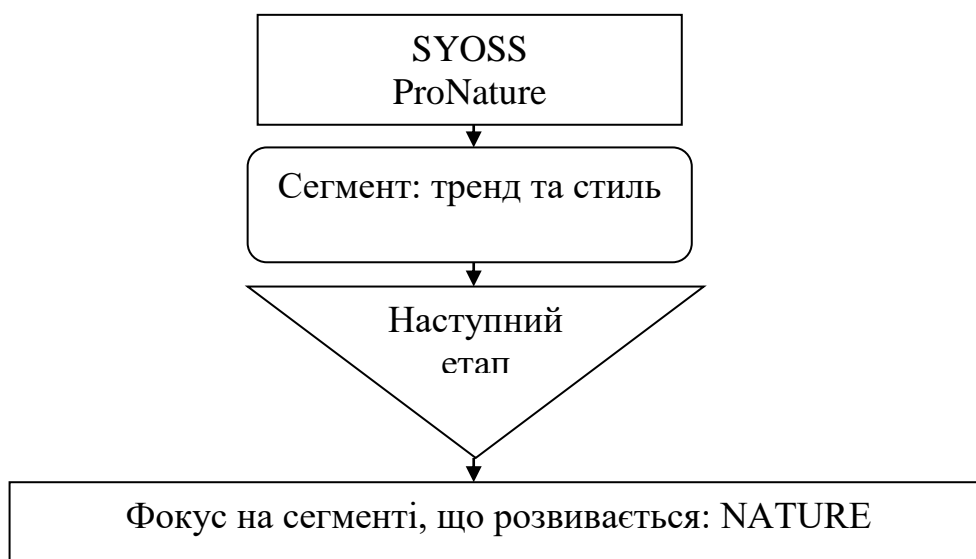 SYOSS
ProNature
Сегмент: тренд та стиль
Наступний
етап
Фокус на сегменті, що розвивається: NATURE